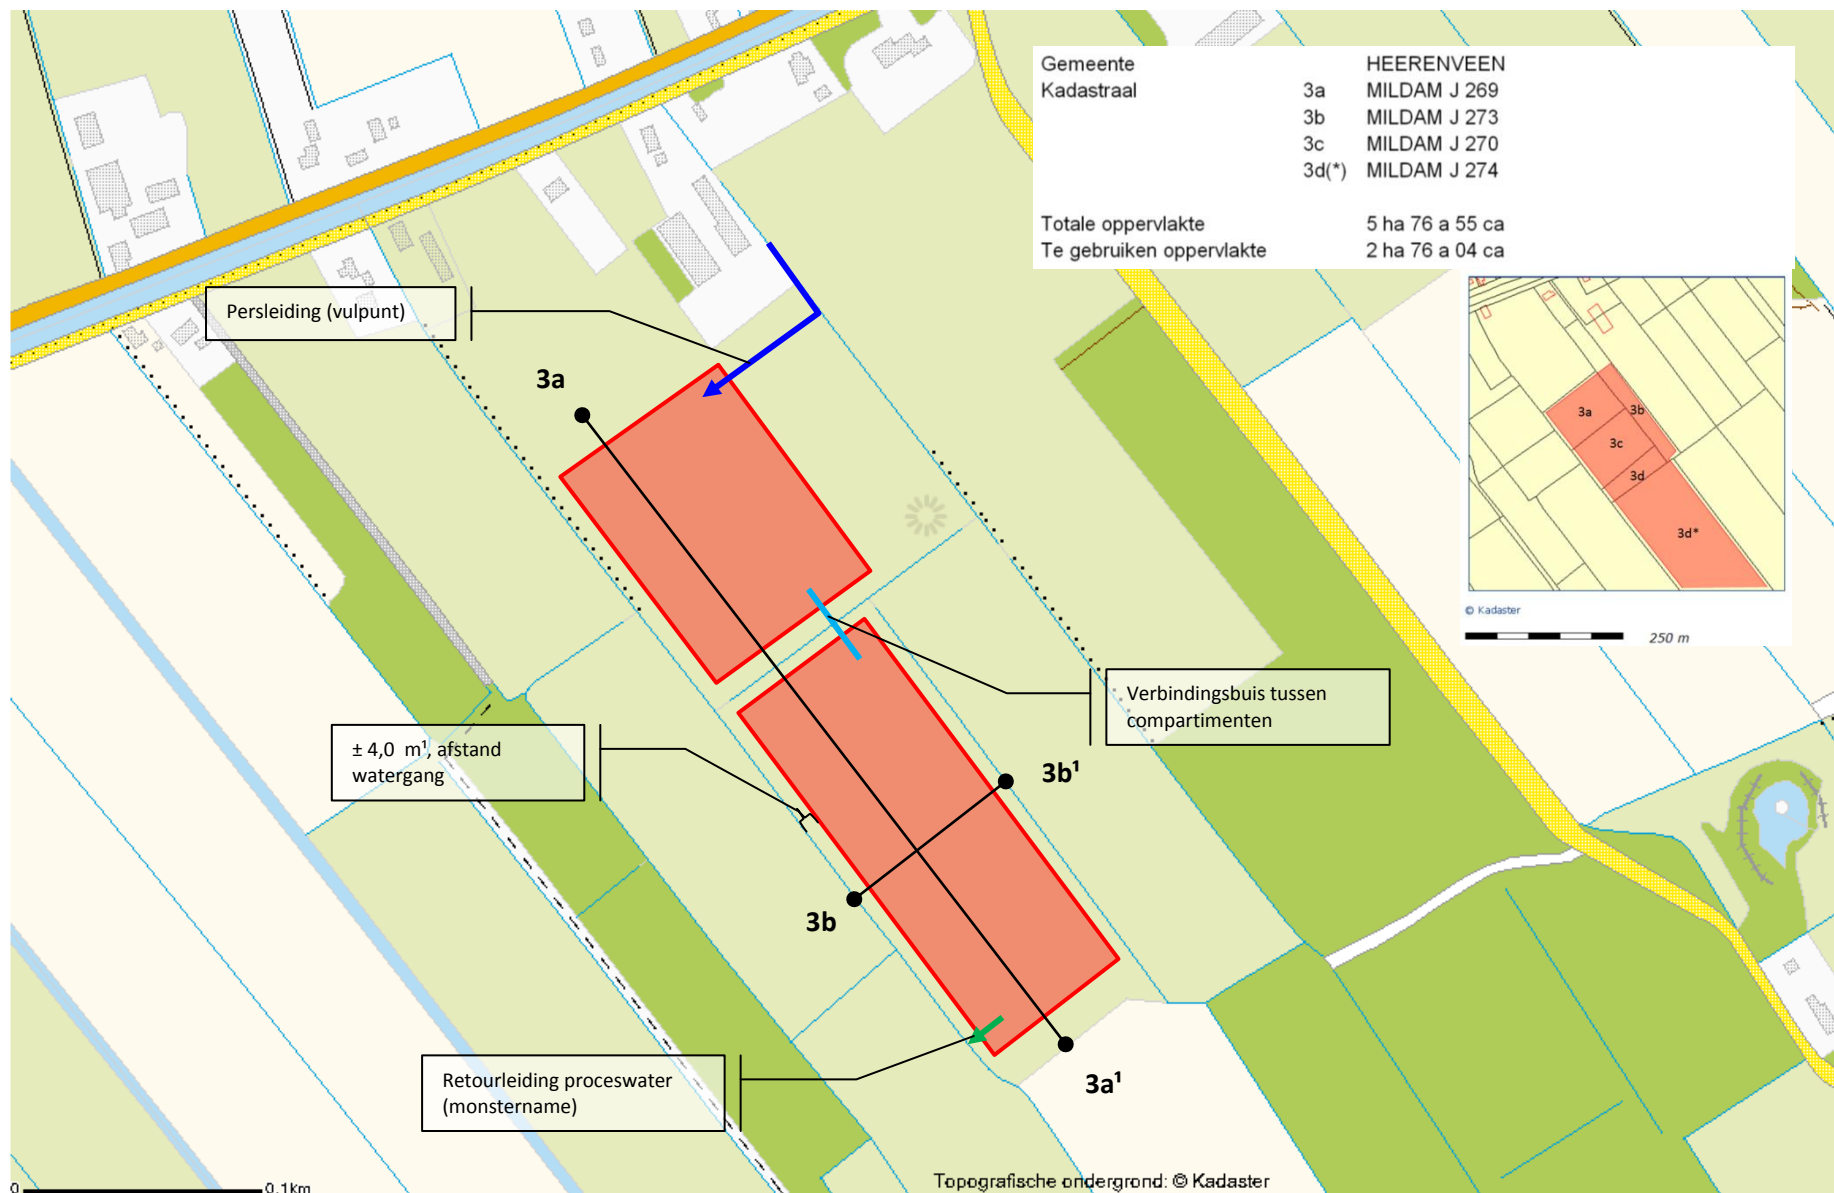 Gemeente HEERENVEEN
Kadastraal 3a MILDAM J 269
3b MILDAM J 273
3c MILDAM J 270
3d(*) MILDAM J 274
Totale oppervlakte 5 ha 76 a 55 ca
Te gebruiken oppervlakte 2 ha 76 a 04 ca
Persleiding (vulpunt)
3a
3a
3b
3c
3d
3d*
© Kadaster
250 m
Verbindingsbuis tussen
compartimenten
± 4,0 m¹, afstand
watergang
3b¹
3b
Retourleiding proceswater
(monstername)
3a¹
Topografische ondergrond: © Kadaster
0 0.1km